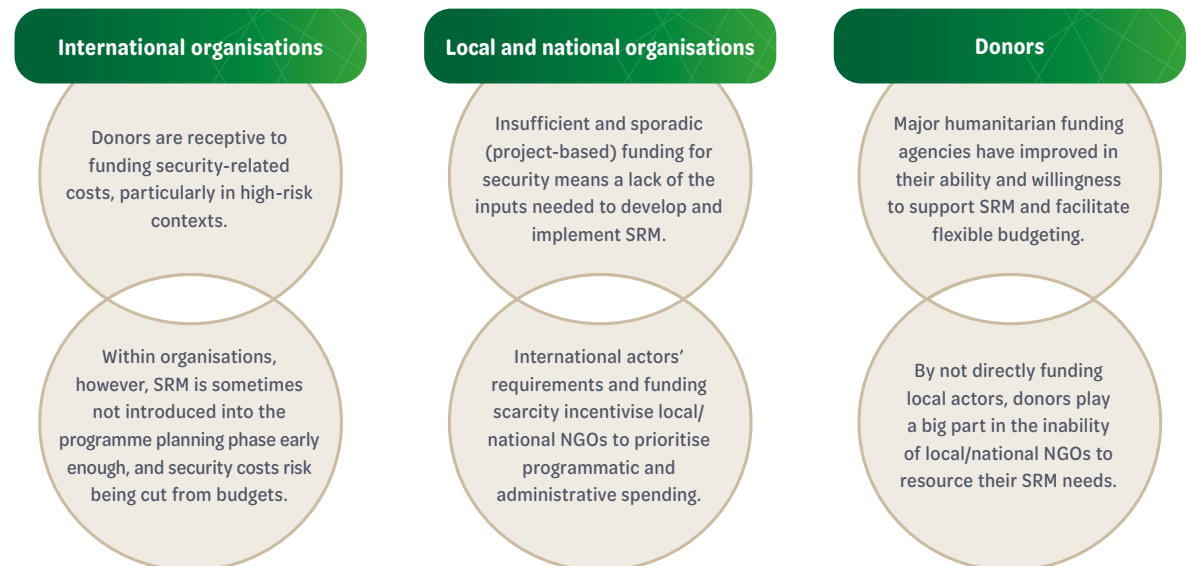 International organisations
Donors are receptive to
funding security-related
costs, particularly in high-risk
contexts.
Within organisations,
however, SRM is sometimes
not introduced into the
programme planning phase early
enough, and security costs risk
being cut from budgets.
Local and national organisations
Insufficient and sporadic
(project-based) funding for
security means a lack of the
inputs needed to develop and
implement SRM.
International actors’
requirements and funding
scarcity incentivise local/
national NGOs to prioritise
programmatic and
administrative spending.
Donors
Major humanitarian funding
agencies have improved in
their ability and willingness
to support SRM and facilitate
flexible budgeting.
By not directly funding
local actors, donors play
a big part in the inability
of local/national NGOs to
resource their SRM needs.